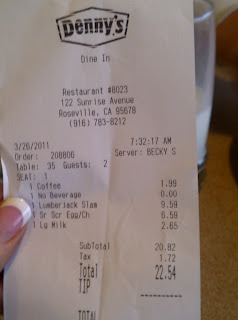 Denny's
Dine In
Restaurant #8023
122 Sunrise Avenue
Roseville, CA 95678
(916) 783-8212
3/26/2011 7:32:17 AM
Order: 208806 Server: BECKY S
Table: 35 Guests: 2
SEAT: 1
1 Coffee 1.99
1 No Beverage 0.00
1 Lumberjack Slam 9.59
1 Sr Scr Egg/Ch 6.59
1 Lg Milk 2.65
SubTotal 20.82
Tax 1.72
Total 22.54
TIP
TOTAL